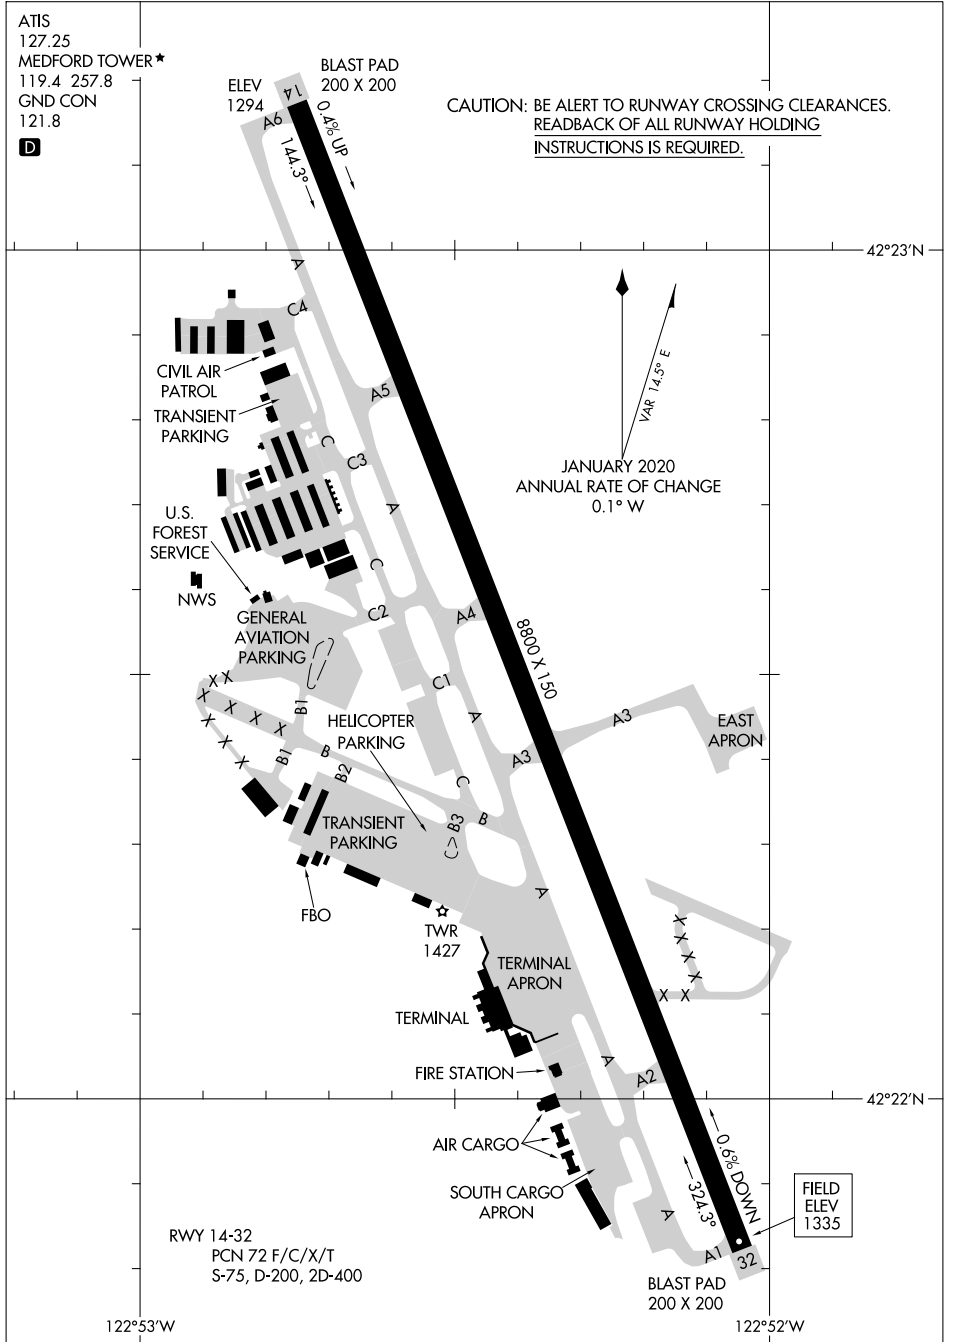 ATIS
127.25
MEDFORD TOWER★
119.4 257.8
GND CON
121.8
D
ELEV
1294
BLAST PAD
200 X 200
14
0.4% UP
144.3°
A6
CAUTION: BE ALERT TO RUNWAY CROSSING CLEARANCES.
READBACK OF ALL RUNWAY HOLDING
INSTRUCTIONS IS REQUIRED.
42°23'N
A
C4
CIVIL AIR
PATROL
TRANSIENT
PARKING
A5
VAR 14.5° E
JANUARY 2020
ANNUAL RATE OF CHANGE
0.1° W
C
C3
A
U.S.
FOREST
SERVICE
NWS
C
C2
A4
GENERAL
AVIATION
PARKING
8800 X 150
X X
X X X X
X X X
B1
C1
A
HELICOPTER
PARKING
A3
A3
EAST
APRON
B1
B
B2
C
B3
B
TRANSIENT
PARKING
FBO
TWR
1427
A
TERMINAL
APRON
TERMINAL
X
X
X
X
X X
FIRE STATION
A
A2
42°22'N
AIR CARGO
SOUTH CARGO
APRON
A
0.6% DOWN
324.3°
FIELD
ELEV
1335
A1
32
RWY 14-32
PCN 72 F/C/X/T
S-75, D-200, 2D-400
BLAST PAD
200 X 200
122°53'W
122°52'W